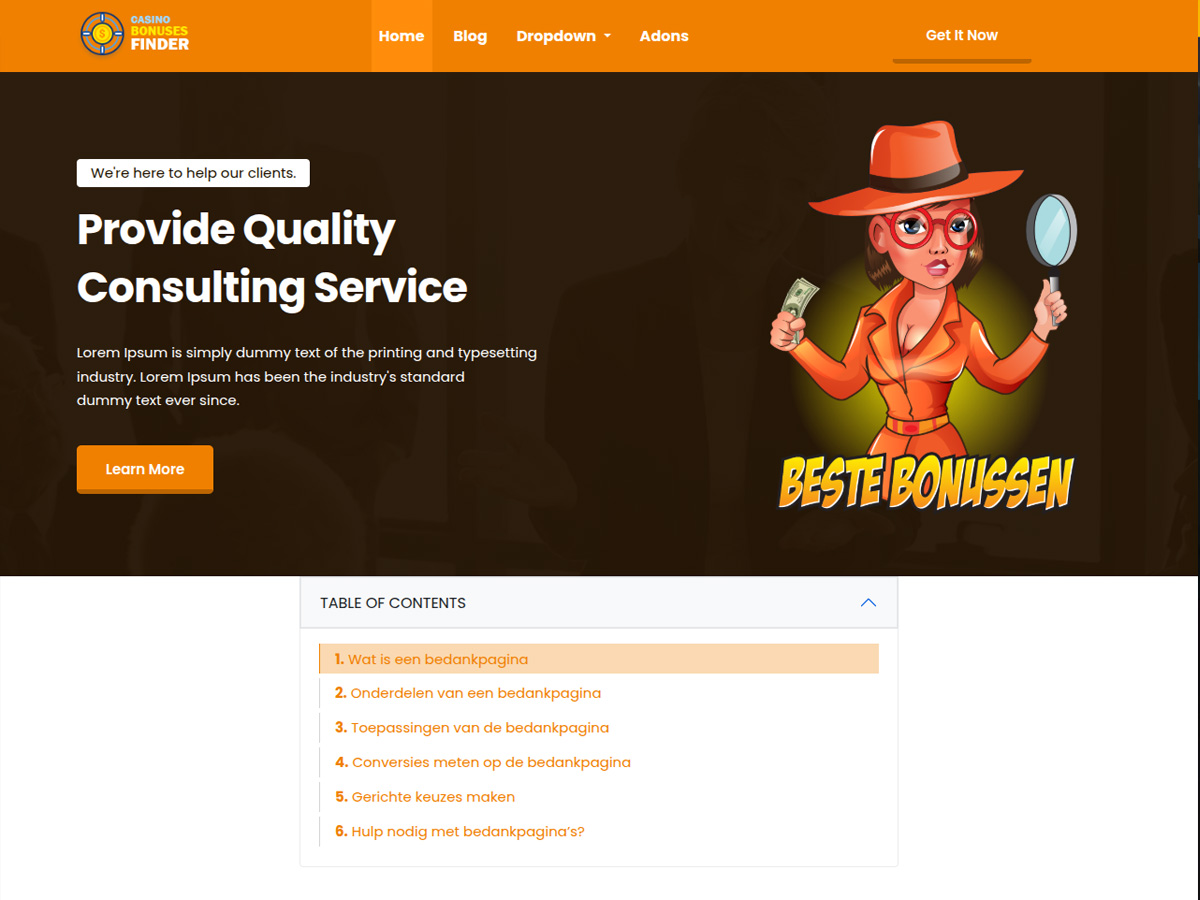 CASINO
BONUSES
FINDER
Home Blog Dropdown Adons Get It Now
We're here to help our clients.
Provide Quality
Consulting Service
Lorem Ipsum is simply dummy text of the printing and typesetting
industry. Lorem Ipsum has been the industry's standard
dummy text ever since.
Learn More
BESTE BONUSSEN
TABLE OF CONTENTS
1. Wat is een bedankpagina
2. Onderdelen van een bedankpagina
3. Toepassingen van de bedankpagina
4. Conversies meten op de bedankpagina
5. Gerichte keuzes maken
6. Hulp nodig met bedankpagina’s?